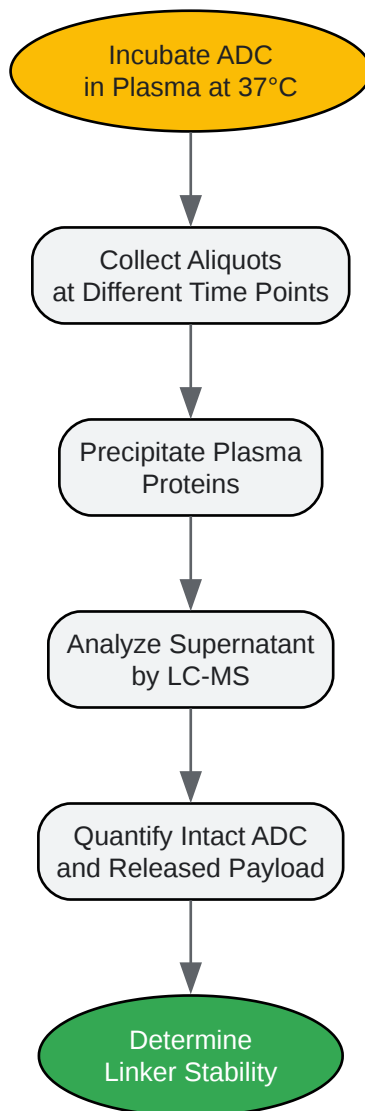 Incubate ADC
in Plasma at 37°C
Collect Aliquots
at Different Time Points
Precipitate Plasma
Proteins
Analyze Supernatant
by LC-MS
Quantify Intact ADC
and Released Payload
Determine
Linker Stability